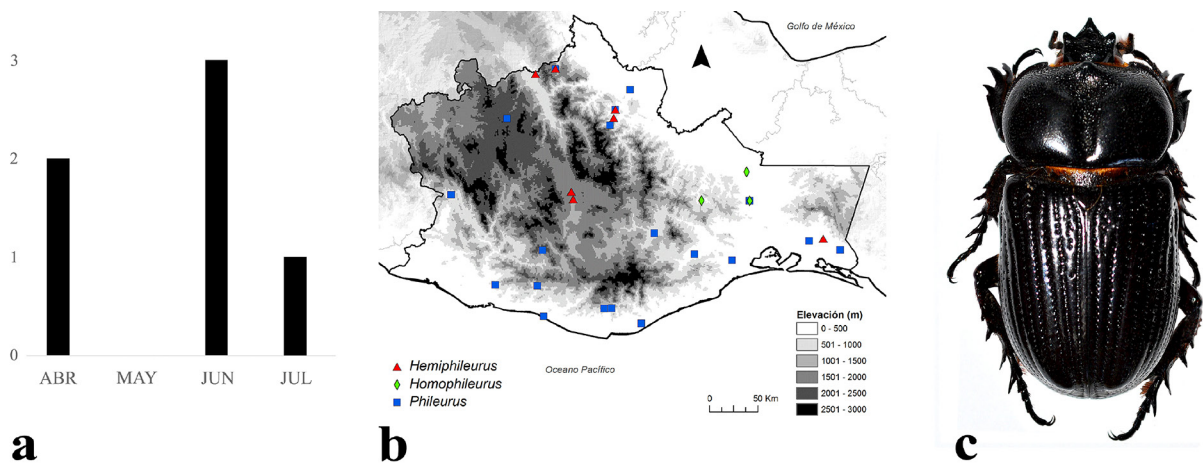 3
2
1
0
ABR MAY JUN JUL
a
Golfo de México
Oceano Pacífico
Hemiphileurus
Homophileurus
Phileurus
0 50 Km
Elevación (m)
0 - 500
501 - 1000
1001 - 1500
1501 - 2000
2001 - 2500
2501 - 3000
b
c